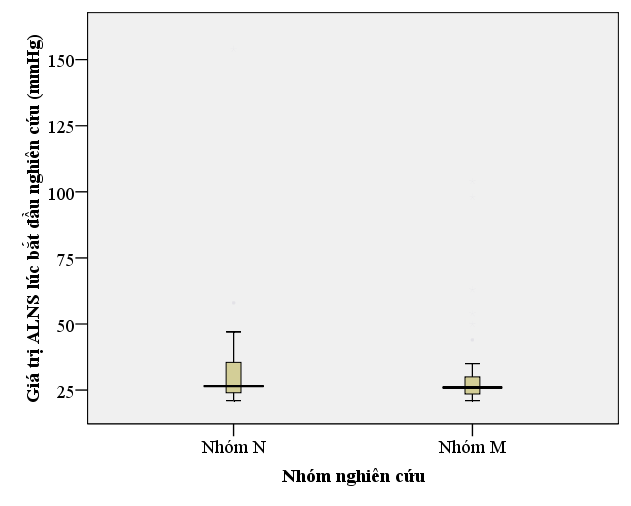 Giá trị ALNS lúc bắt đầu nghiên cứu (mmHg)
150
125
100
75
50
25
Nhóm N
Nhóm M
Nhóm nghiên cứu